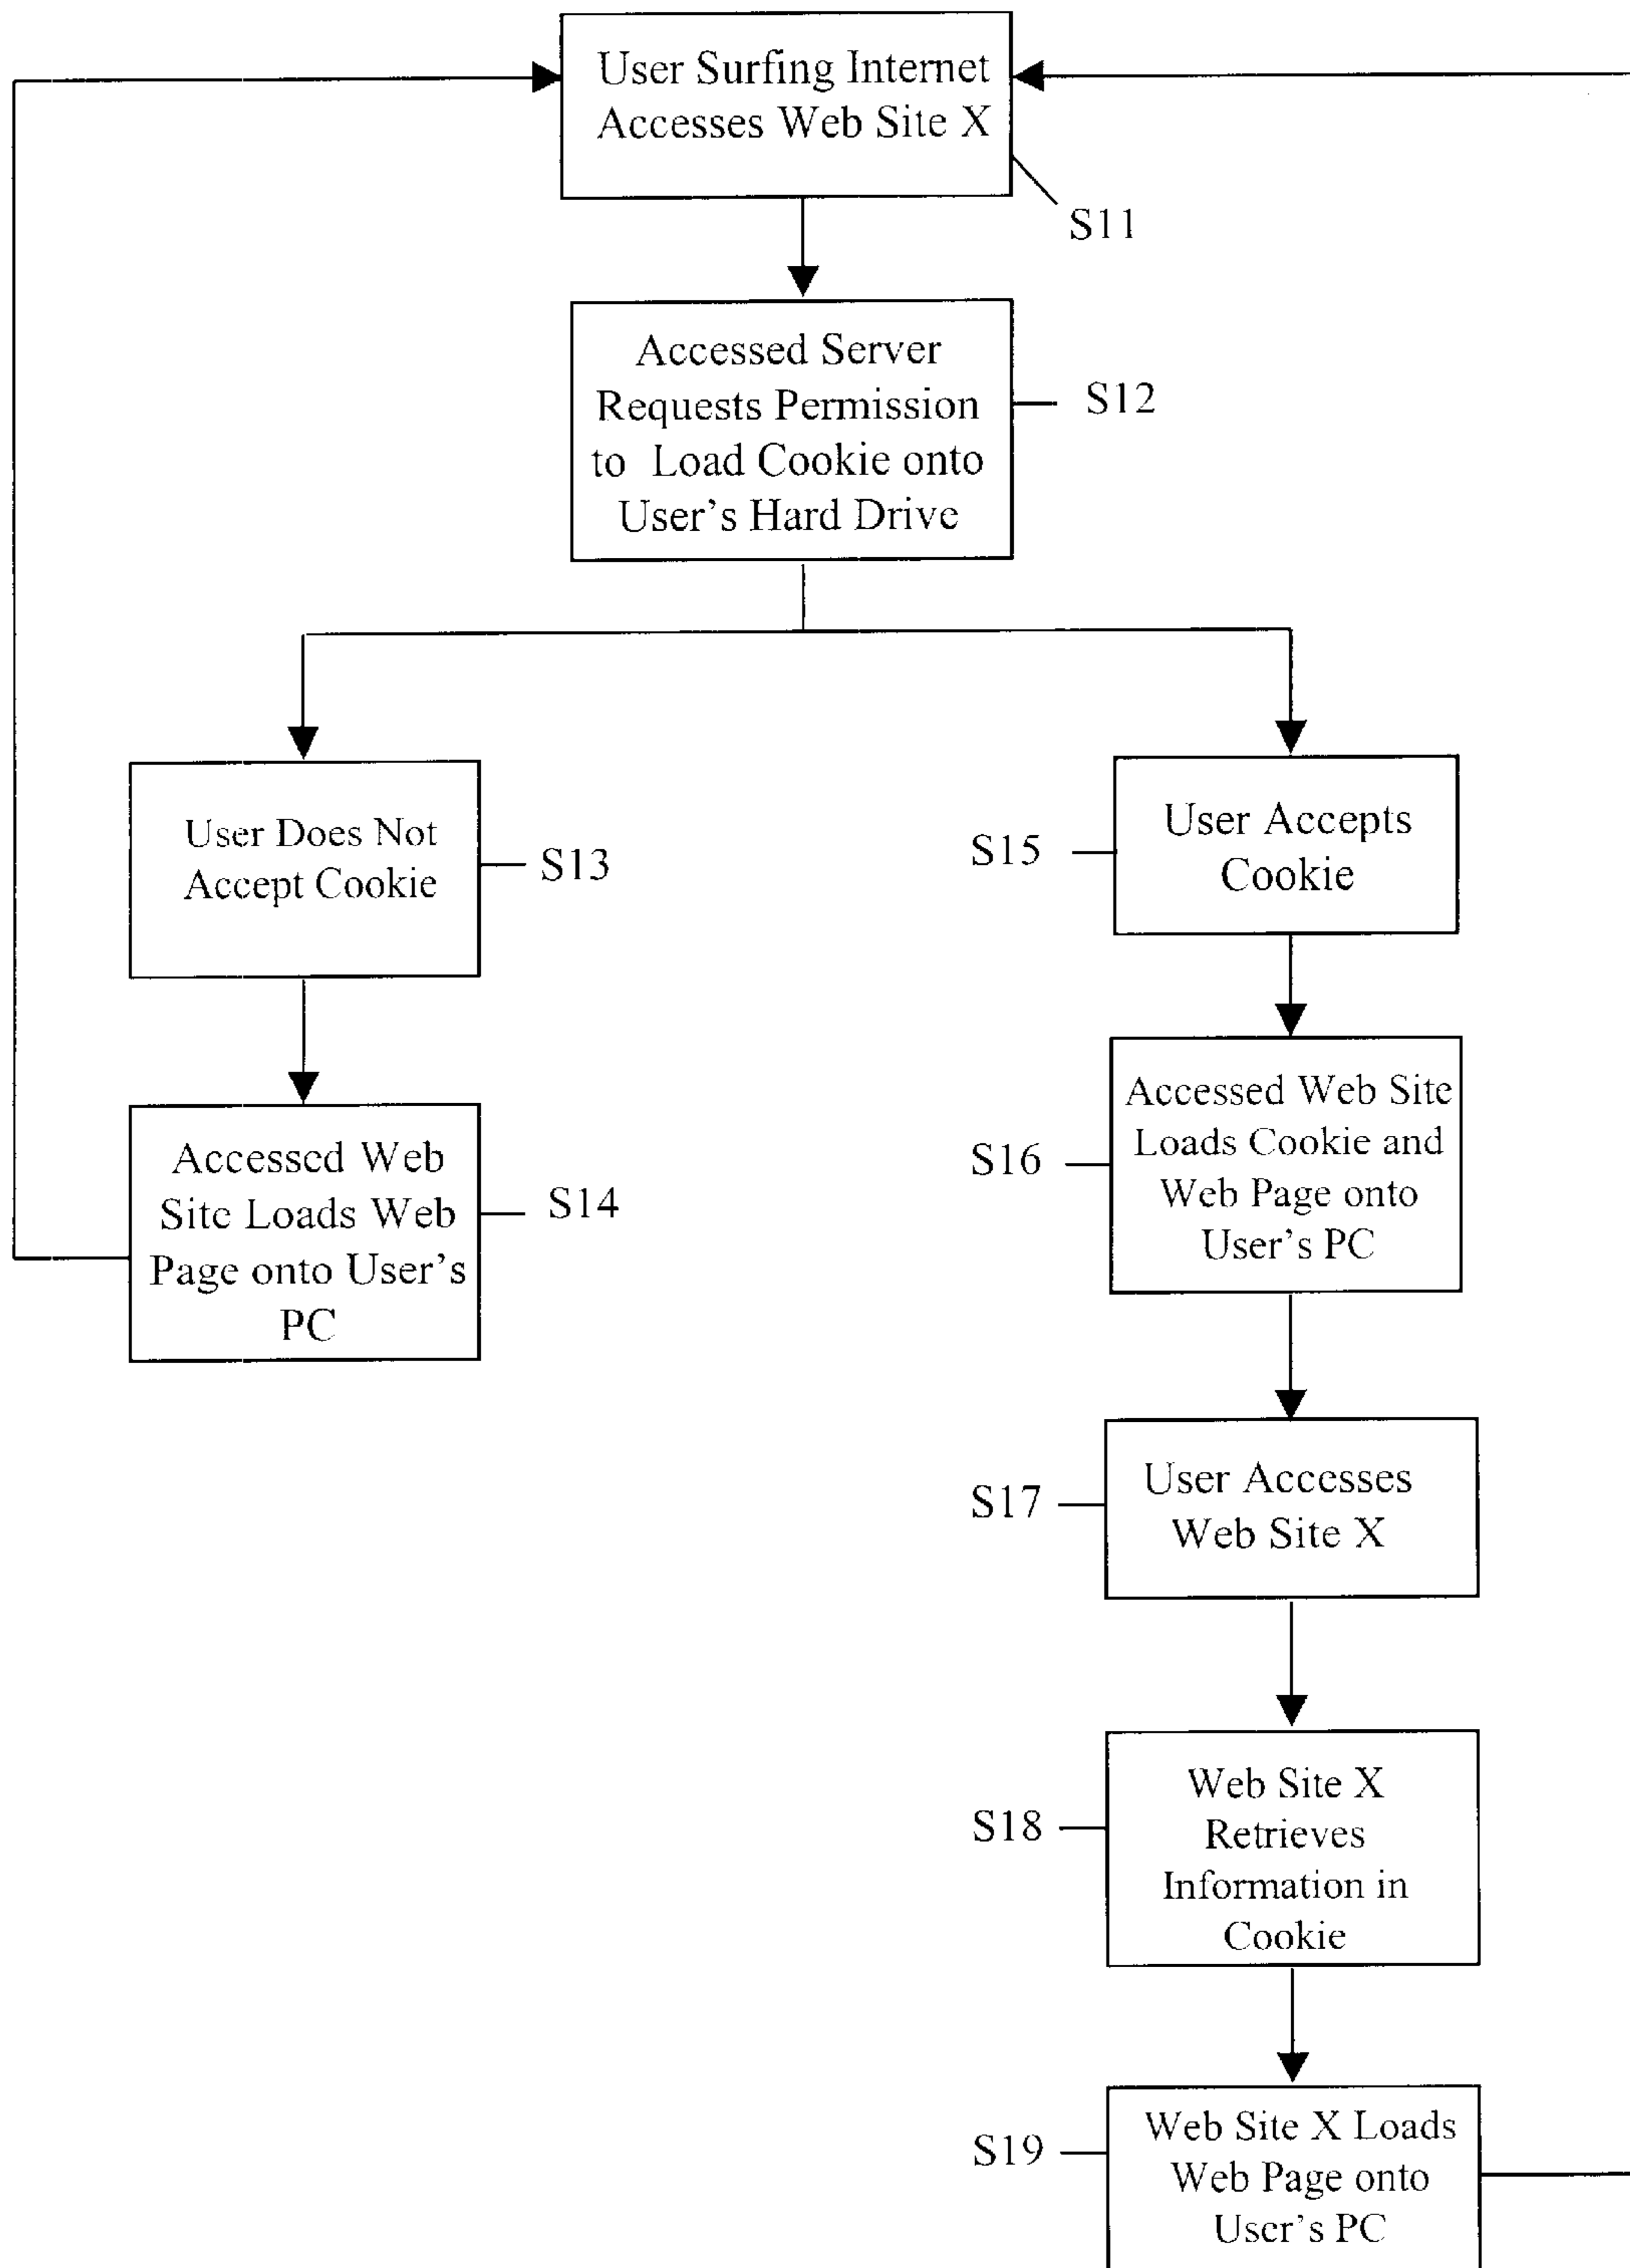 User Surfing Internet
Accesses Web Site X
S11
Accessed Server
Requests Permission
to Load Cookie onto
User's Hard Drive
S12
User Does Not
Accept Cookie
S13
Accessed Web
Site Loads Web
Page onto User's
PC
S14
User Accepts
Cookie
S15
Accessed Web Site
Loads Cookie and
Web Page onto
User's PC
S16
User Accesses
Web Site X
S17
Web Site X
Retrieves
Information in
Cookie
S18
Web Site X Loads
Web Page onto
User's PC
S19